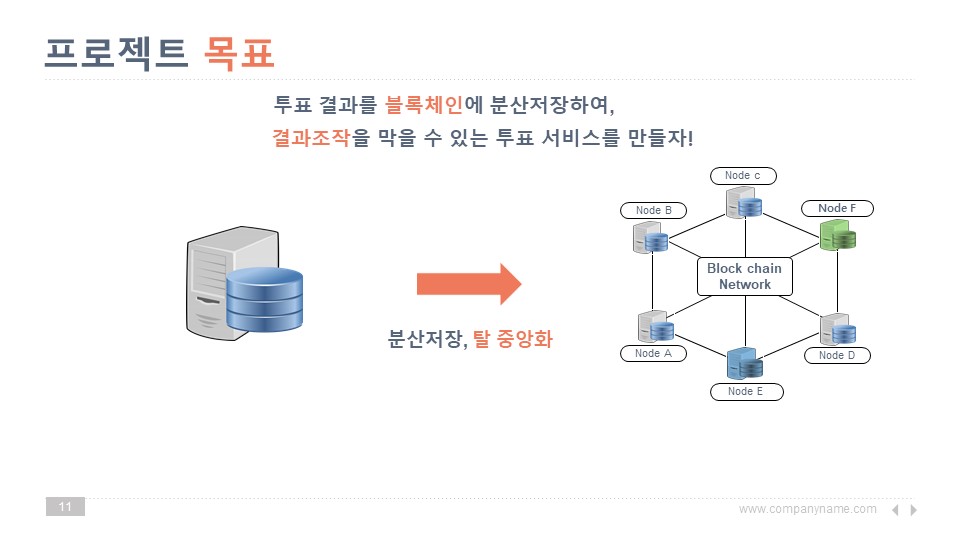 프로젝트 목표
투표 결과를 블록체인에 분산저장하여,
결과조작을 막을 수 있는 투표 서비스를 만들자!
Node c
Node B
Node F
Block chain
Network
분산저장, 탈 중앙화
Node A
Node D
Node E
11
www.companyname.com